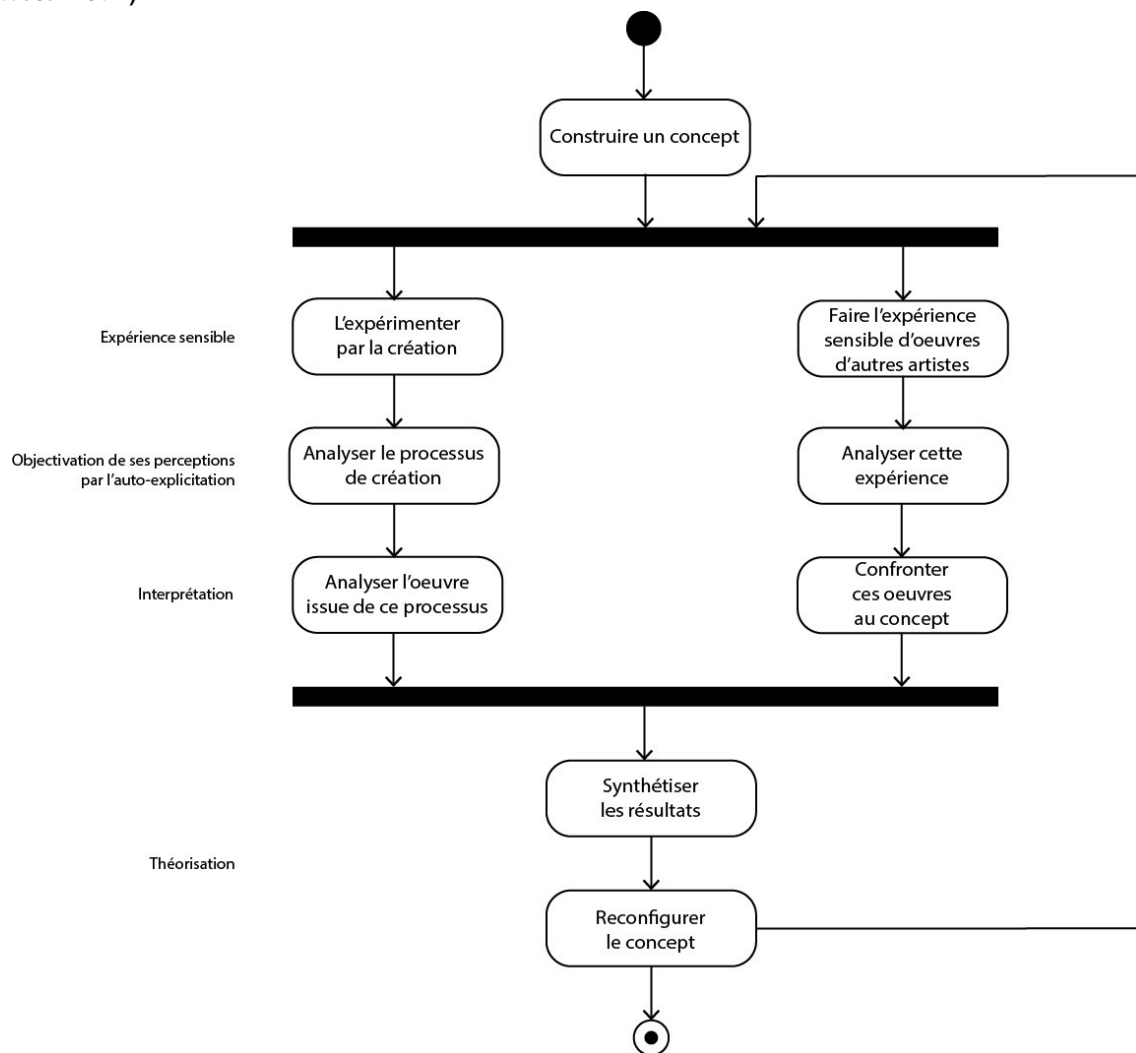 Construire un concept
Expérience sensible
L'expérimenter
par la création
Faire l'expérience
sensible d'oeuvres
d'autres artistes
Objectivation de ses perceptions
par l'auto-explicitation
Analyser le processus
de création
Analyser cette
expérience
Interprétation
Analyser l'oeuvre
issue de ce processus
Confronter
ces oeuvres
au concept
Synthétiser
les résultats
Théorisation
Reconfigurer
le concept